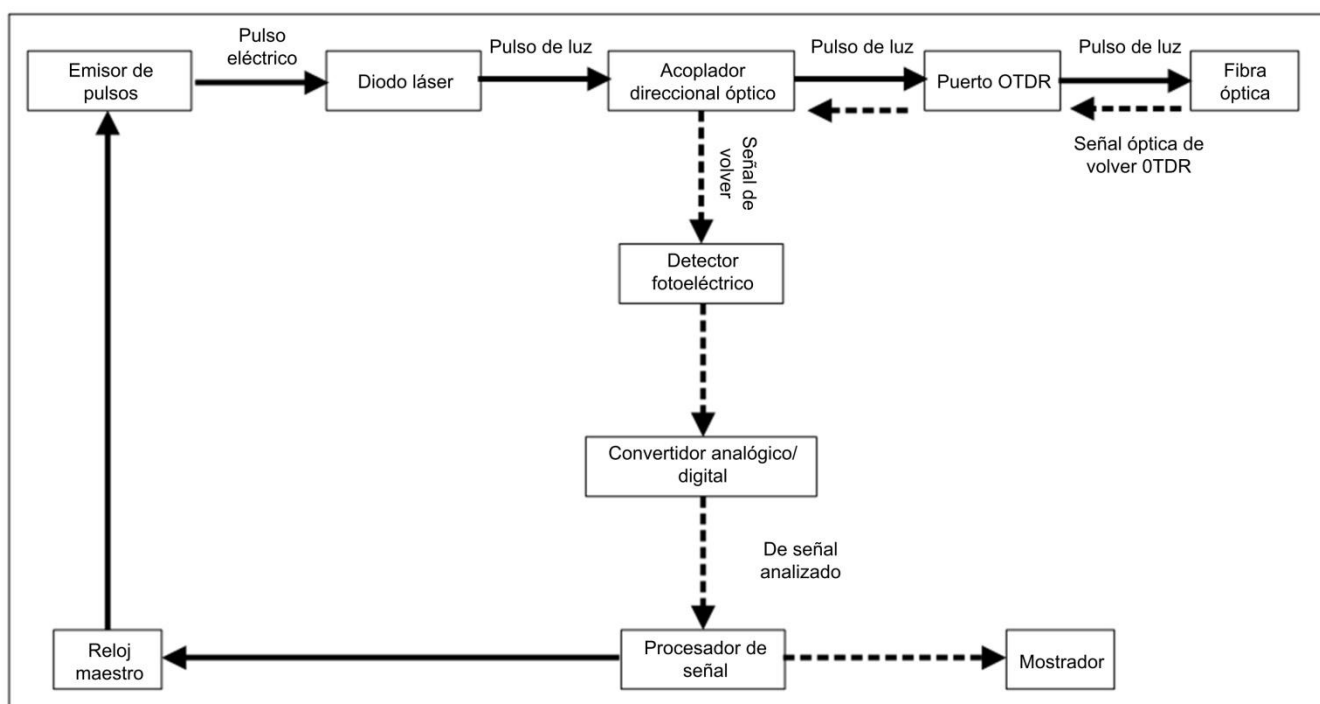 Pulso
eléctrico
Pulso de luz
Pulso de luz
Pulso de luz
Emisor de
pulsos
Diodo láser
Acoplador
direccional óptico
Puerto OTDR
Fibra
óptica
Señal de
volver
Señal óptica de
volver 0TDR
Detector
fotoeléctrico
Convertidor analógico/
digital
De señal
analizado
Reloj
maestro
Procesador de
señal
Mostrador